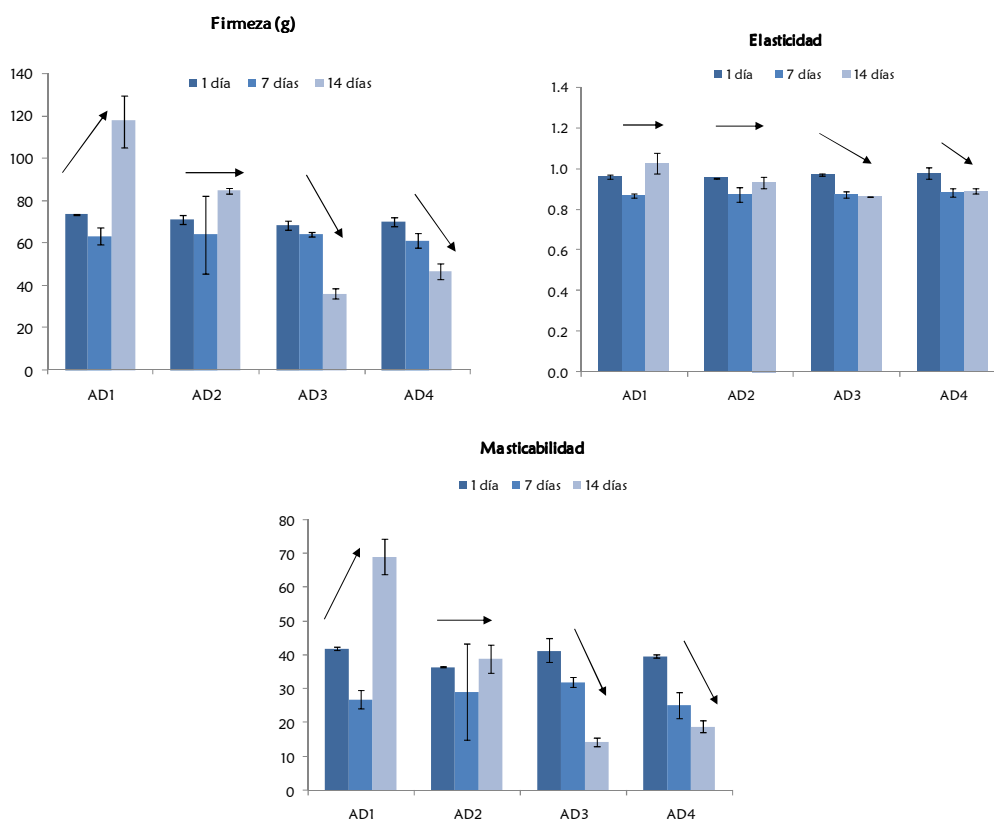 Firmeza (g)
1 día 7 días 14 días
140
120
100
80
60
40
20
0
AD1 AD2 AD3 AD4
Elasticidad
1 día 7 días 14 días
1.4
1.2
1.0
0.8
0.6
0.4
0.2
0.0
AD1 AD2 AD3 AD4
Masticabilidad
1 día 7 días 14 días
80
70
60
50
40
30
20
10
0
AD1 AD2 AD3 AD4